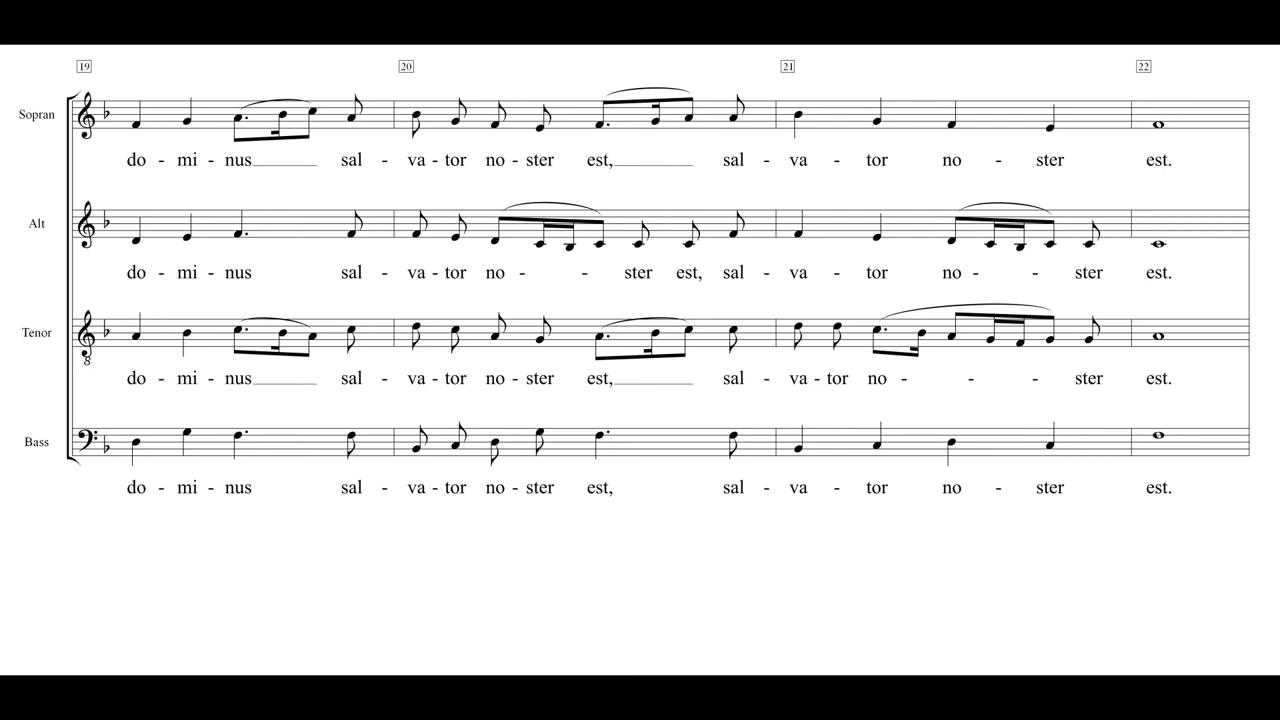 19 20 21 22
Sopran
do - mi - nus sal - va - tor no - ster est, sal - va - tor no - ster est.
Alt
do - mi - nus sal - va - tor no - - ster est, sal - va - tor no - - ster est.
Tenor
8
do - mi - nus sal - va - tor no - ster est, sal - va - tor no - - - ster est.
Bass
do - mi - nus sal - va - tor no - ster est, sal - va - tor no - ster est.